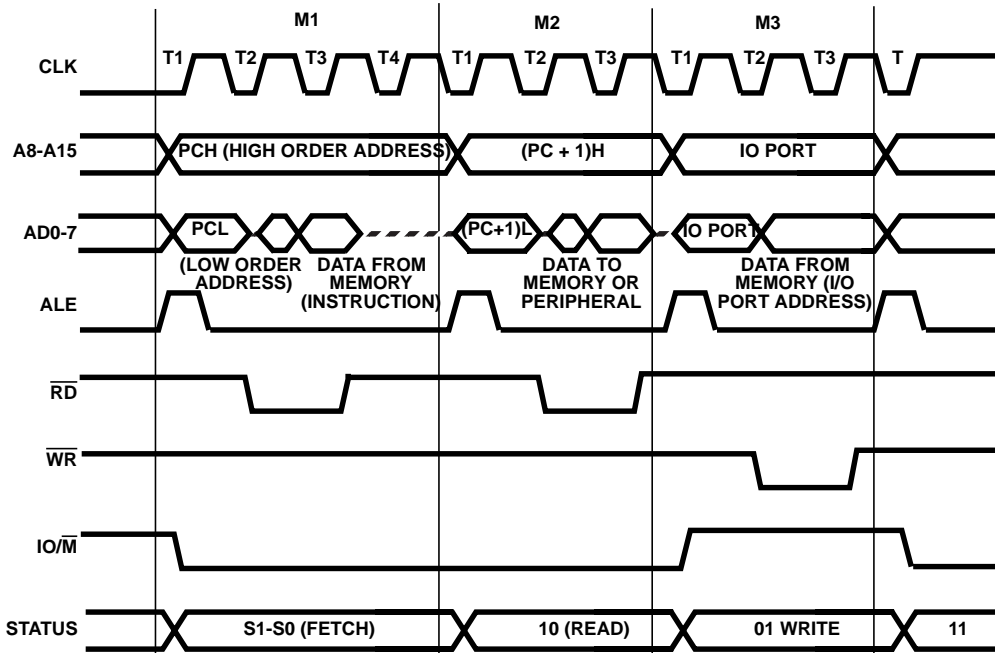 M1 M2 M3
CLK T1 T2 T3 T4 T1 T2 T3 T1 T2 T3 T
A8-A15 PCH (HIGH ORDER ADDRESS) (PC + 1)H IO PORT
AD0-7 PCL (PC+1)L IO PORT
(LOW ORDER
ADDRESS)
DATA FROM
MEMORY
(INSTRUCTION)
DATA TO
MEMORY OR
PERIPHERAL
DATA FROM
MEMORY (I/O
PORT ADDRESS)
ALE
R̅D̅
W̅R̅
IO/M̅
STATUS S1-S0 (FETCH) 10 (READ) 01 WRITE 11